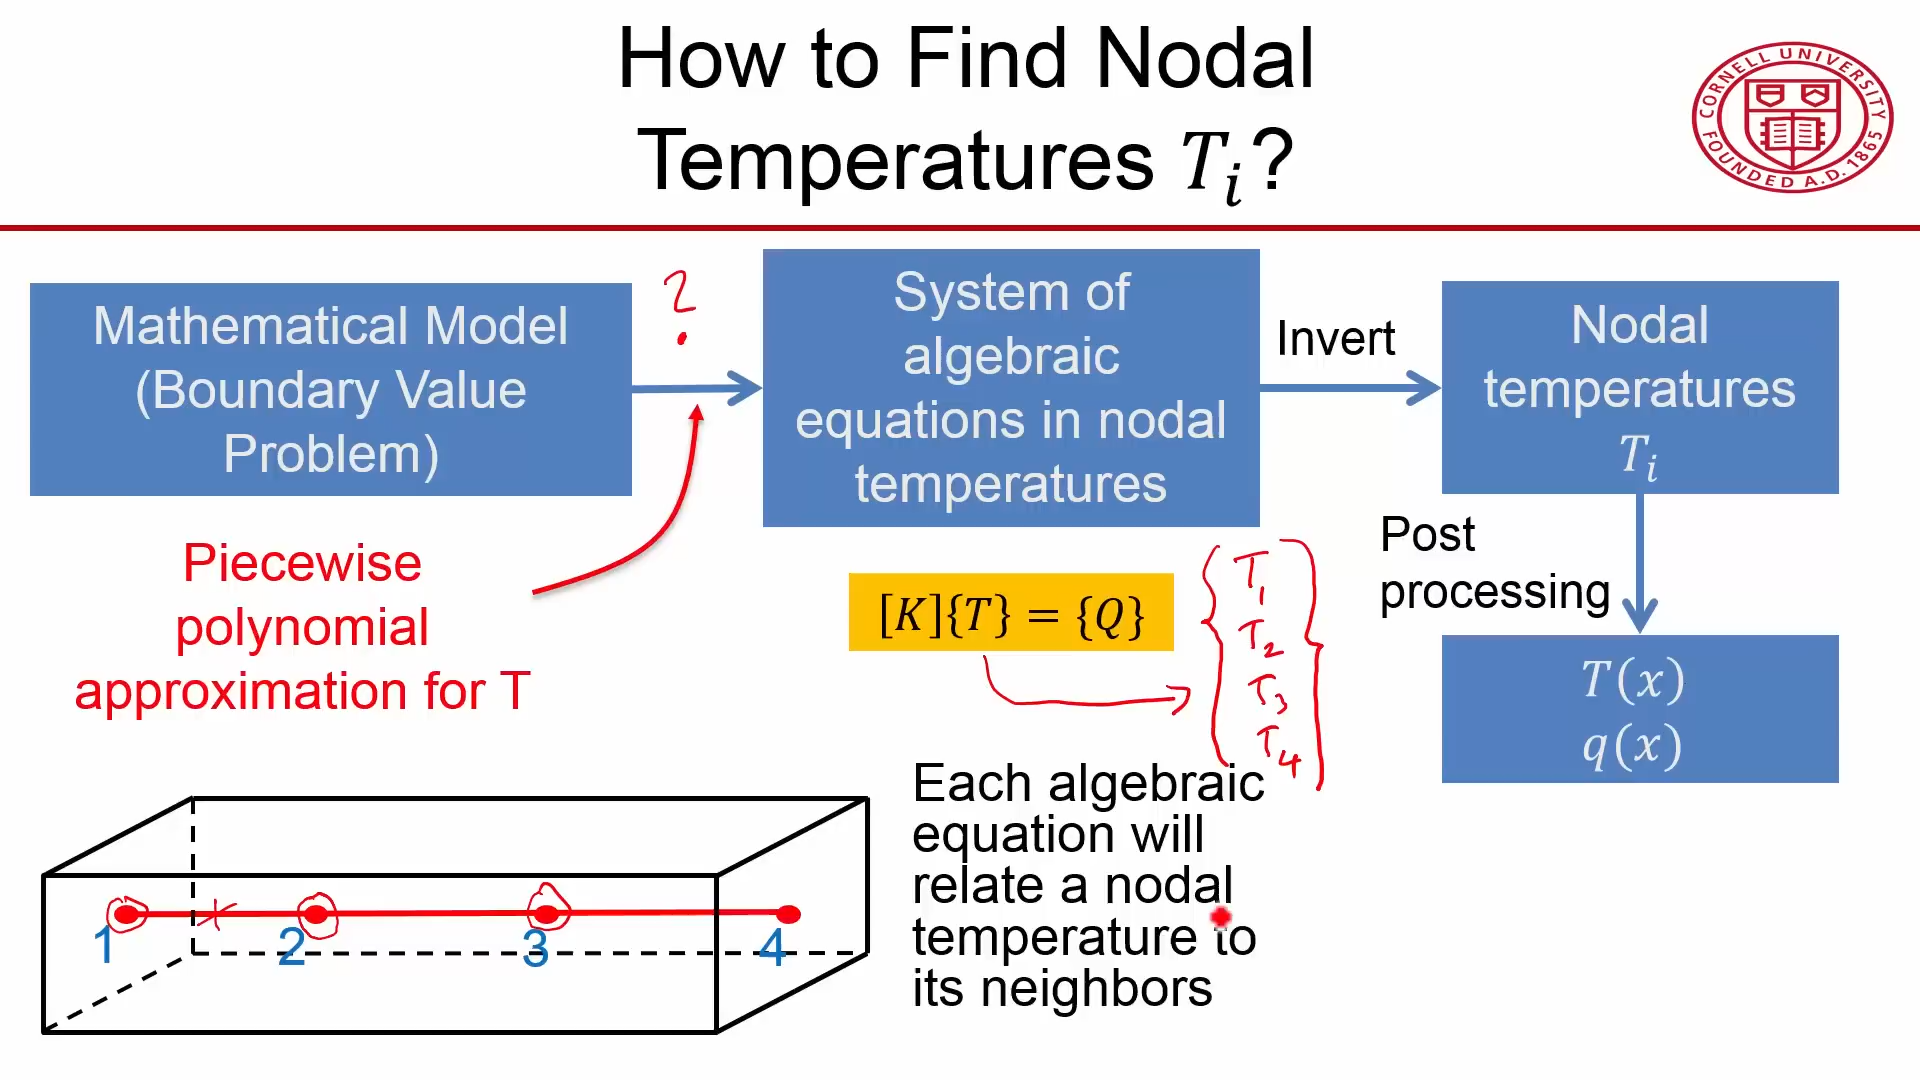 How to Find Nodal
Temperatures 𝑇ᵢ?
CORNELL UNIVERSITY
FOUNDED A.D. 1865
Mathematical Model
(Boundary Value
Problem)
?
System of
algebraic
equations in nodal
temperatures
Invert
Nodal
temperatures
𝑇ᵢ
Piecewise
polynomial
approximation for T
[K]{T} = {Q}
T₁
T₂
T₃
T₄
Post
processing
T(x)
q(x)
Each algebraic
equation will
relate a nodal
temperature to
its neighbors
1 2 3 4